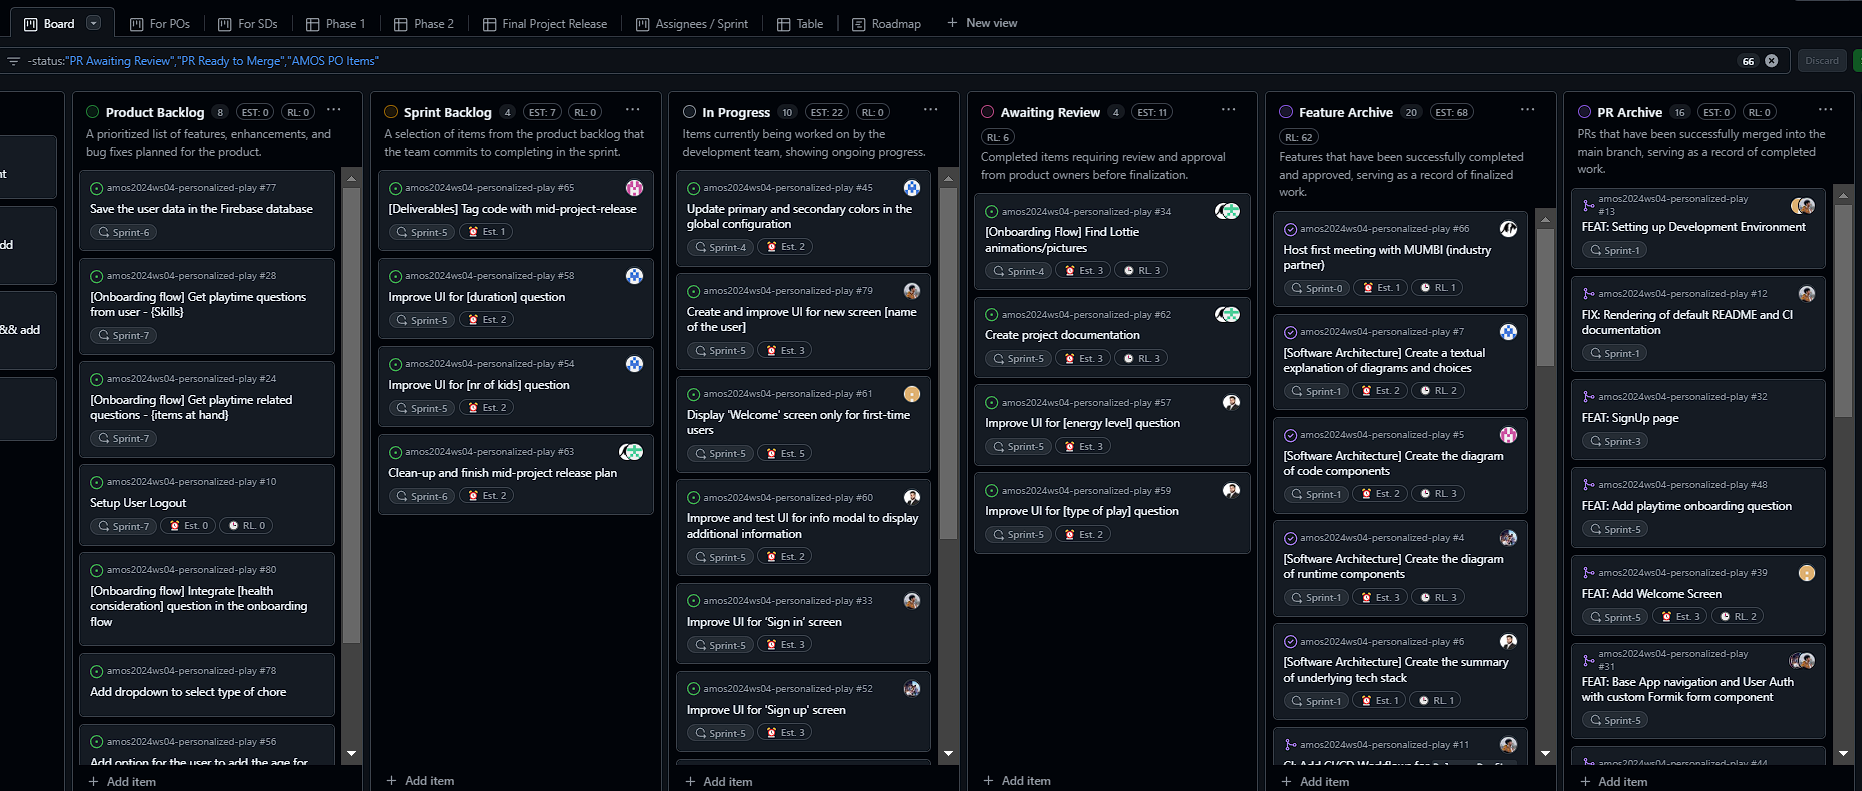 Board
For POs
For SDs
Phase 1
Phase 2
Final Project Release
Assignees / Sprint
Table
Roadmap
New view
-status:"PR Awaiting Review","PR Ready to Merge","AMOS PO Items"
66
Discard
nt
dd
&& add
Product Backlog 8 EST: 0 RL: 0
A prioritized list of features, enhancements, and
bug fixes planned for the product.
amos2024ws04-personalized-play #77
Save the user data in the Firebase database
Sprint-6
amos2024ws04-personalized-play #28
[Onboarding flow] Get playtime questions
from user - {Skills}
Sprint-7
amos2024ws04-personalized-play #24
[Onboarding flow] Get playtime related
questions - {items at hand}
Sprint-7
amos2024ws04-personalized-play #10
Setup User Logout
Sprint-7 Est. 0 RL. 0
amos2024ws04-personalized-play #80
[Onboarding flow] Integrate [health
consideration] question in the onboarding
flow
amos2024ws04-personalized-play #78
Add dropdown to select type of chore
amos2024ws04-personalized-play #56
Add option for the user to add the age for
Add item
Sprint Backlog 4 EST: 7 RL: 0
A selection of items from the product backlog that
the team commits to completing in the sprint.
amos2024ws04-personalized-play #65
[Deliverables] Tag code with mid-project-release
Sprint-5 Est. 1
amos2024ws04-personalized-play #58
Improve UI for [duration] question
Sprint-5 Est. 2
amos2024ws04-personalized-play #54
Improve UI for [nr of kids] question
Sprint-5 Est. 2
amos2024ws04-personalized-play #63
Clean-up and finish mid-project release plan
Sprint-6 Est. 2
Add item
In Progress 10 EST: 22 RL: 0
Items currently being worked on by the
development team, showing ongoing progress.
amos2024ws04-personalized-play #45
Update primary and secondary colors in the
global configuration
Sprint-4 Est. 2
amos2024ws04-personalized-play #79
Create and improve UI for new screen [name
of the user]
Sprint-5 Est. 3
amos2024ws04-personalized-play #61
Display 'Welcome' screen only for first-time
users
Sprint-5 Est. 5
amos2024ws04-personalized-play #60
Improve and test UI for info modal to display
additional information
Sprint-5 Est. 2
amos2024ws04-personalized-play #33
Improve UI for 'Sign in' screen
Sprint-5 Est. 3
amos2024ws04-personalized-play #52
Improve UI for 'Sign up' screen
Sprint-5 Est. 3
Add item
Awaiting Review 4 EST: 11
RL: 6
Completed items requiring review and approval
from product owners before finalization.
amos2024ws04-personalized-play #34
[Onboarding Flow] Find Lottie
animations/pictures
Sprint-4 Est. 3 RL. 3
amos2024ws04-personalized-play #62
Create project documentation
Sprint-5 Est. 3 RL. 3
amos2024ws04-personalized-play #57
Improve UI for [energy level] question
Sprint-5 Est. 3
amos2024ws04-personalized-play #59
Improve UI for [type of play] question
Sprint-5 Est. 2
Add item
Feature Archive 20 EST: 68
RL: 62
Features that have been successfully completed
and approved, serving as a record of finalized
work.
amos2024ws04-personalized-play #66
Host first meeting with MUMBI (industry
partner)
Sprint-0 Est. 1 RL. 1
amos2024ws04-personalized-play #7
[Software Architecture] Create a textual
explanation of diagrams and choices
Sprint-1 Est. 2 RL. 2
amos2024ws04-personalized-play #5
[Software Architecture] Create the diagram
of code components
Sprint-1 Est. 2 RL. 3
amos2024ws04-personalized-play #4
[Software Architecture] Create the diagram
of runtime components
Sprint-1 Est. 3 RL. 3
amos2024ws04-personalized-play #6
[Software Architecture] Create the summary
of underlying tech stack
Sprint-1 Est. 1 RL. 1
amos2024ws04-personalized-play #11
Add CI/CD Workflows for
Add item
PR Archive 16 EST: 0 RL: 0
PRs that have been successfully merged into the
main branch, serving as a record of completed
work.
amos2024ws04-personalized-play
#13
FEAT: Setting up Development Environment
Sprint-1
amos2024ws04-personalized-play #12
FIX: Rendering of default README and CI
documentation
Sprint-1
amos2024ws04-personalized-play #32
FEAT: SignUp page
Sprint-3
amos2024ws04-personalized-play #48
FEAT: Add playtime onboarding question
Sprint-5
amos2024ws04-personalized-play #39
FEAT: Add Welcome Screen
Sprint-5 Est. 3 RL. 2
amos2024ws04-personalized-play
#31
FEAT: Base App navigation and User Auth
with custom Formik form component
Sprint-5
amos2024ws04-personalized-play #44
Add item